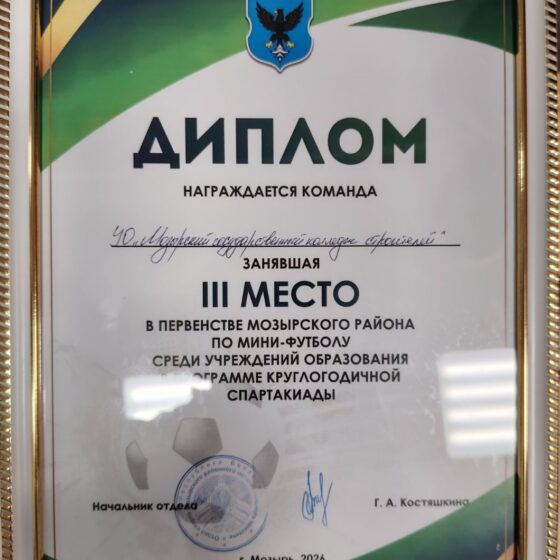 ДИПЛОМ
НАГРАЖДАЕТСЯ КОМАНДА
УО „Мозырский государственный колледж строителей"
ЗАНЯВШАЯ
III МЕСТО
В ПЕРВЕНСТВЕ МОЗЫРСКОГО РАЙОНА
ПО МИНИ-ФУТБОЛУ
СРЕДИ УЧРЕЖДЕНИЙ ОБРАЗОВАНИЯ
ПРОГРАММЕ КРУГЛОГОДИЧНОЙ
СПАРТАКИАДЫ
Начальник отдела
Г. А. Костяшкина
г. Мозырь, 2026